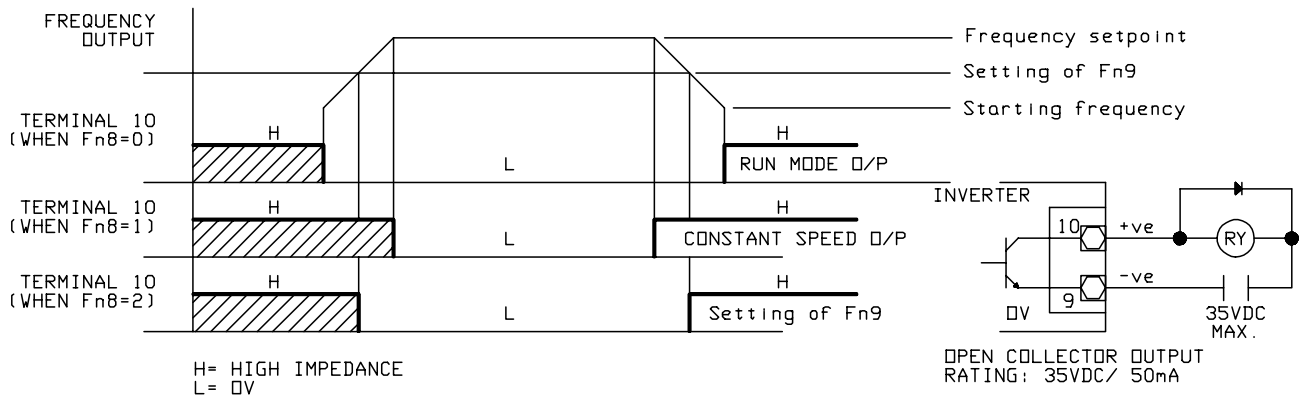 FREQUENCY
OUTPUT
Frequency setpoint
Setting of Fn9
Starting frequency
TERMINAL 10
(WHEN Fn8=0)
H
L
H
RUN MODE O/P
TERMINAL 10
(WHEN Fn8=1)
H
L
H
CONSTANT SPEED O/P
TERMINAL 10
(WHEN Fn8=2)
H
L
H
Setting of Fn9
H= HIGH IMPEDANCE
L= 0V
INVERTER
10
+ve
RY
-ve
9
0V
35VDC
MAX.
OPEN COLLECTOR OUTPUT
RATING: 35VDC/ 50mA